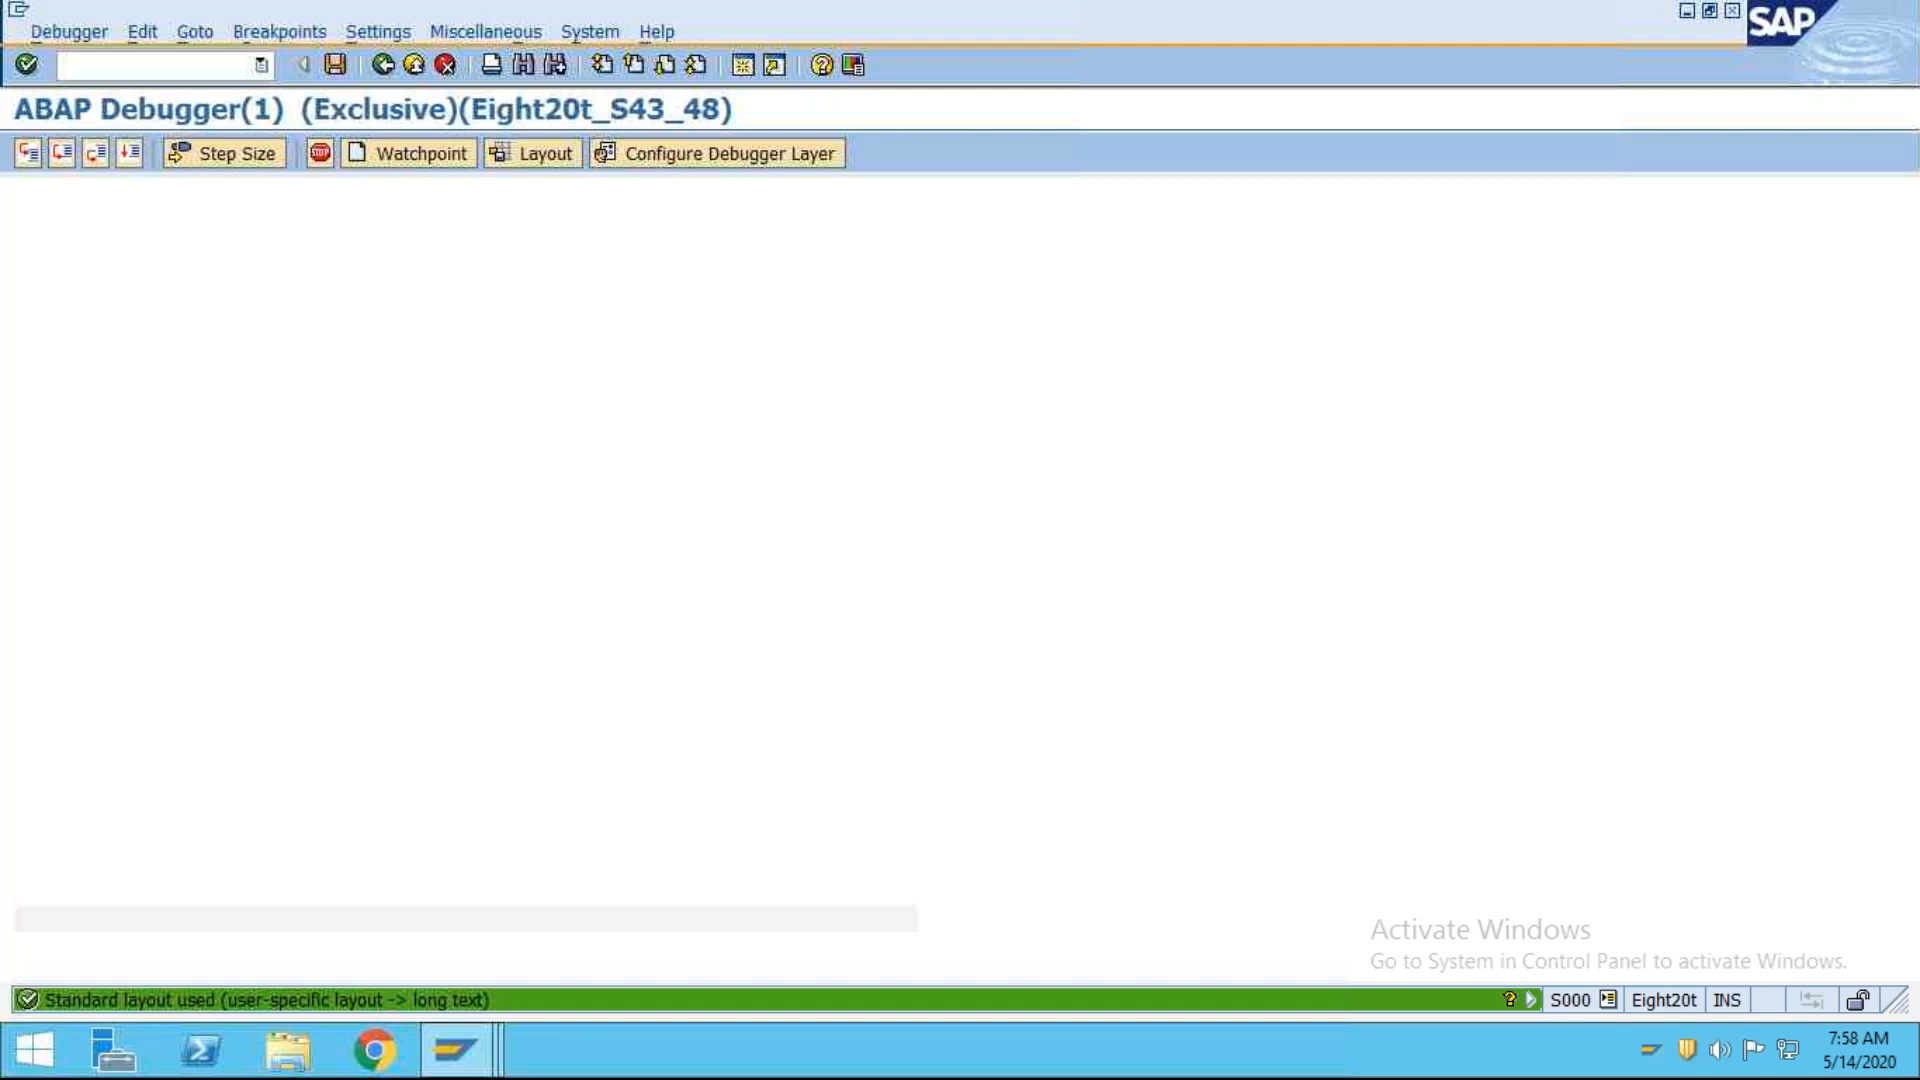 Debugger Edit Goto Breakpoints Settings Miscellaneous System Help
SAP
ABAP Debugger(1) (Exclusive)(Eight20t_S43_48)
Step Size STOP Watchpoint Layout Configure Debugger Layer
Activate Windows
Go to System in Control Panel to activate Windows.
Standard layout used (user-specific layout -> long text) S000 Eight20t INS
7:58 AM
5/14/2020